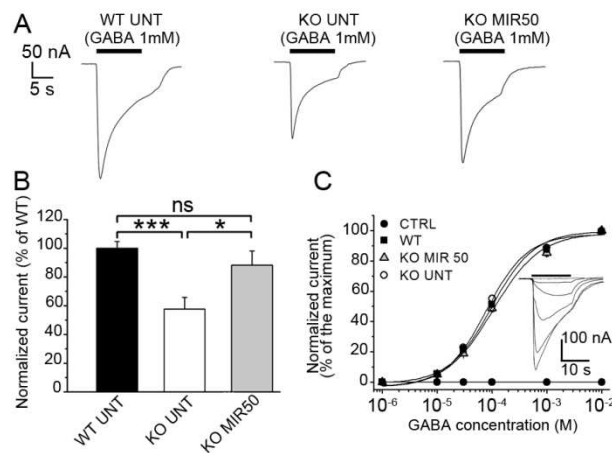 A
WT UNT
(GABA 1mM)
KO UNT
(GABA 1mM)
KO MIR50
(GABA 1mM)
50 nA
5 s
B
ns
***
*
Normalized current (% of WT)
120
100
80
60
40
20
0
WT UNT
KO UNT
KO MIR50
C
CTRL
WT
KO MIR 50
KO UNT
Normalized current
(% of the maximum)
100
80
60
40
20
0
100 nA
10 s
10⁻⁶
10⁻⁵
10⁻⁴
10⁻³
10⁻²
GABA concentration (M)